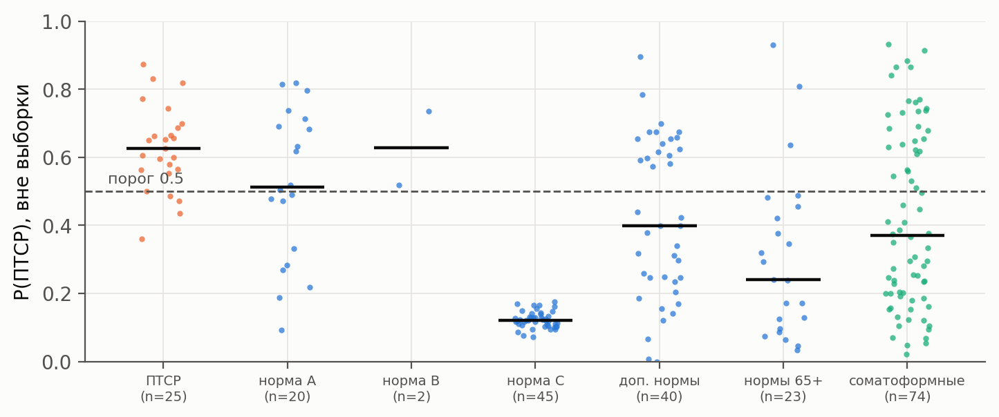 P(ПТСР), вне выборки
1.0
0.8
0.6
0.4
0.2
0.0
порог 0.5
ПТСР
(n=25)
норма A
(n=20)
норма B
(n=2)
норма C
(n=45)
доп. нормы
(n=40)
нормы 65+
(n=23)
соматоформные
(n=74)